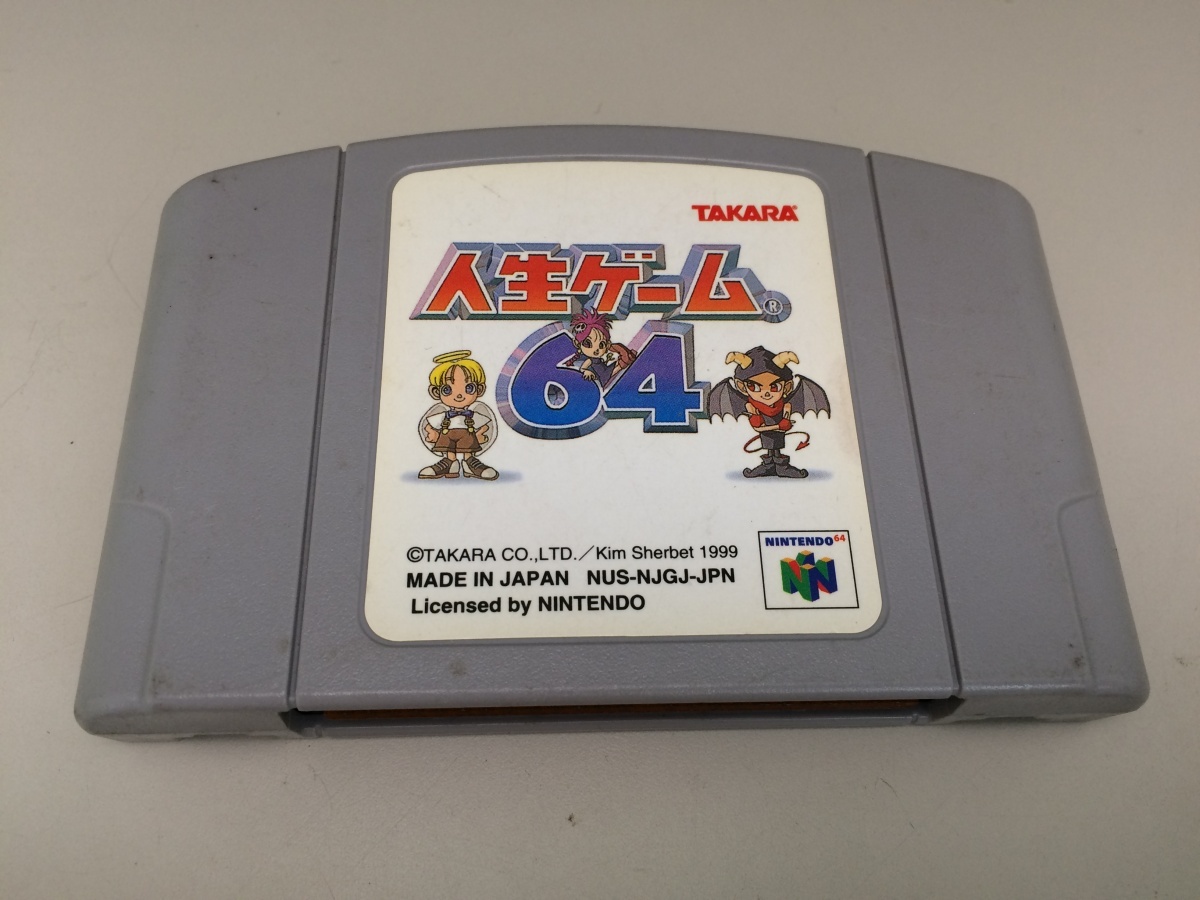 TAKARA
人生ゲーム®
64
©TAKARA CO.,LTD.／Kim Sherbet 1999
MADE IN JAPAN NUS-NJGJ-JPN
Licensed by NINTENDO
NINTENDO64